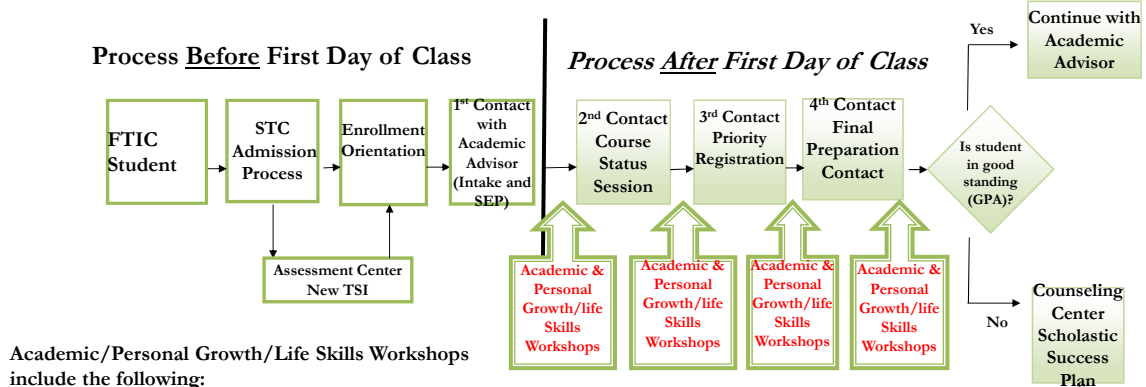 Process Before First Day of Class
Process After First Day of Class
FTIC
Student
STC
Admission
Process
Enrollment
Orientation
1st Contact
with
Academic
Advisor
(Intake and
SEP)
Assessment Center
New TSI
2nd Contact
Course
Status
Session
3rd Contact
Priority
Registration
4th Contact
Final
Preparation
Contact
Is student
in good
standing
(GPA)?
Yes
Continue with
Academic
Advisor
No
Counseling
Center
Scholastic
Success
Plan
Academic &
Personal
Growth/life
Skills
Workshops
Academic &
Personal
Growth/life
Skills
Workshops
Academic &
Personal
Growth/life
Skills
Workshops
Academic &
Personal
Growth/life
Skills
Workshops
Academic/Personal Growth/Life Skills Workshops
include the following: